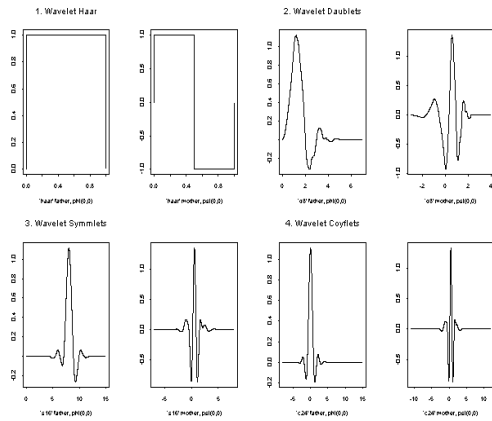 1. Wavelet Haar
2. Wavelet Daublets
0.0 0.2 0.4 0.6 0.8 1.0
0.0 0.4 0.8
'haar' father, phi(0,0)
-1.0 -0.5 0.0 0.5 1.0
0.0 0.4 0.8
'haar' mother, psi(0,0)
-0.2 0.2 0.6 1.0
0 2 4 6
'd8' father, phi(0,0)
-1.0 -0.5 0.0 0.5 1.0
-2 0 2 4
'd8' mother, psi(0,0)
3. Wavelet Symmlets
4. Wavelet Coyflets
-0.2 0.2 0.6 1.0
0 5 10 15
's16' father, phi(0,0)
-0.5 0.0 0.5 1.0
-5 0 5
's16' mother, psi(0,0)
-0.2 0.2 0.6 1.0
-5 0 5 10 15
'c24' father, phi(0,0)
-0.5 0.0 0.5 1.0
-10 -5 0 5 10
'c24' mother, psi(0,0)